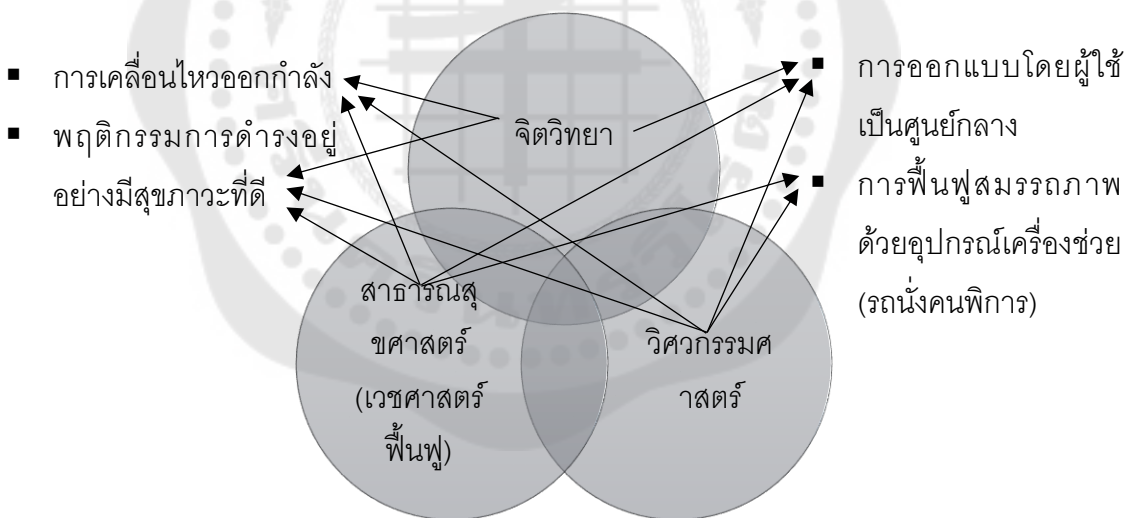 ▪ การเคลื่อนไหวออกกำลัง
▪ พฤติกรรมการดำรงอยู่
อย่างมีสุขภาวะที่ดี
จิตวิทยา
▪ การออกแบบโดยผู้ใช้
เป็นศูนย์กลาง
▪ การฟื้นฟูสมรรถภาพ
ด้วยอุปกรณ์เครื่องช่วย
(รถนั่งคนพิการ)
สาธารณสุ
ขศาสตร์
(เวชศาสตร์
ฟื้นฟู)
วิศวกรรมศ
าสตร์